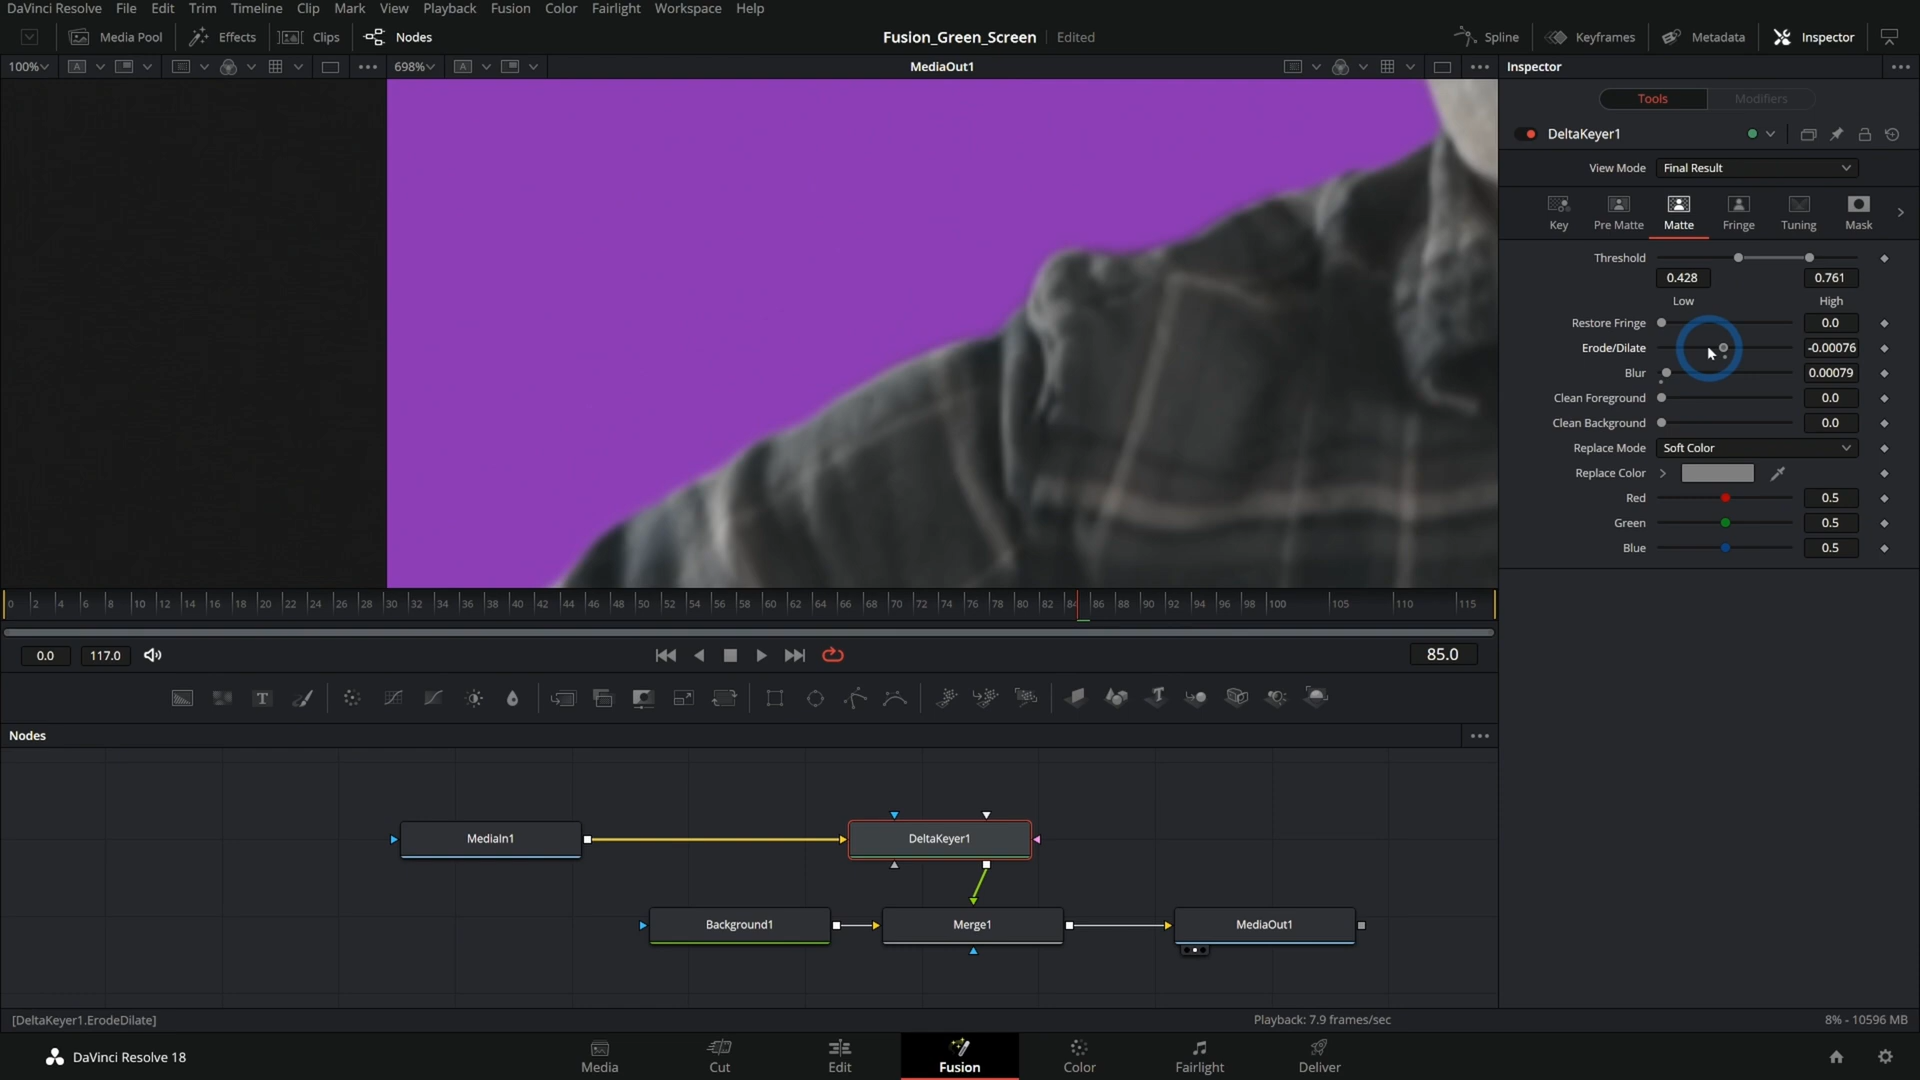 DaVinci Resolve File Edit Trim Timeline Clip Mark View Playback Fusion Color Fairlight Workspace Help
Media Pool Effects Clips Nodes Fusion_Green_Screen Edited Spline Keyframes Metadata Inspector
100% A 698% A MediaOut1 Inspector
Tools Modifiers
DeltaKeyer1
View Mode Final Result
Key Pre Matte Matte Fringe Tuning Mask
Threshold
0.428 0.761
Low High
Restore Fringe 0.0
Erode/Dilate -0.00076
Blur 0.00079
Clean Foreground 0.0
Clean Background 0.0
Replace Mode Soft Color
Replace Color
Red 0.5
Green 0.5
Blue 0.5
0 2 4 6 8 10 12 14 16 18 20 22 24 26 28 30 32 34 36 38 40 42 44 46 48 50 52 54 56 58 60 62 64 66 68 70 72 74 76 78 80 82 84 86 88 90 92 94 96 98 100 105 110 115
0.0 117.0 85.0
T T
Nodes
MediaIn1 DeltaKeyer1
Background1 Merge1 MediaOut1
[DeltaKeyer1.ErodeDilate] Playback: 7.9 frames/sec 8% - 10596 MB
DaVinci Resolve 18 Media Cut Edit Fusion Color Fairlight Deliver